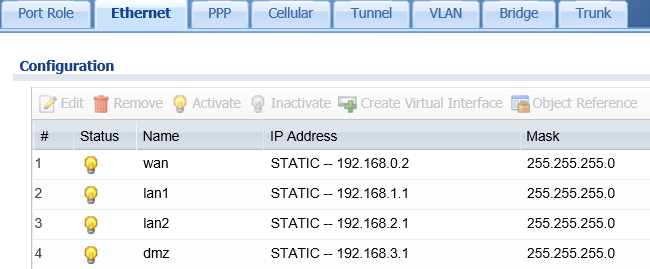 Port Role Ethernet PPP Cellular Tunnel VLAN Bridge Trunk
Configuration
Edit Remove Activate Inactivate Create Virtual Interface Object Reference
# Status Name IP Address Mask
1 wan STATIC -- 192.168.0.2 255.255.255.0
2 lan1 STATIC -- 192.168.1.1 255.255.255.0
3 lan2 STATIC -- 192.168.2.1 255.255.255.0
4 dmz STATIC -- 192.168.3.1 255.255.255.0